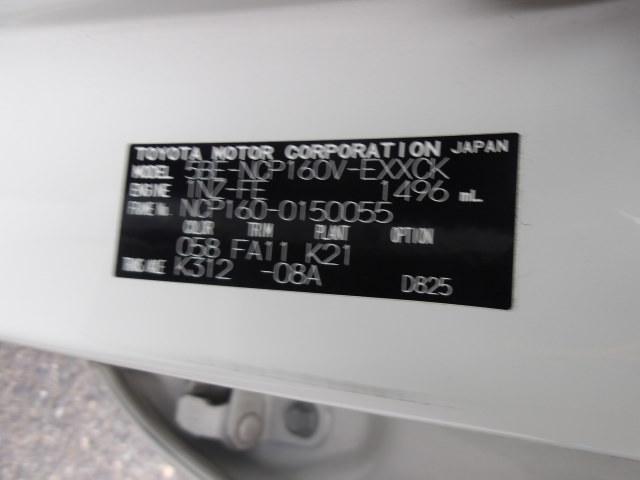 TOYOTA MOTOR CORPORATION JAPAN
MODEL 5BE-NCP160V-EXXCK
ENGINE 1NZ-FE 1496 mL
FRAME No. NCP160-0150055
COLOR TRIM PLANT OPTION
058 FA11 K21
TRANS AXLE K312 -08A D825